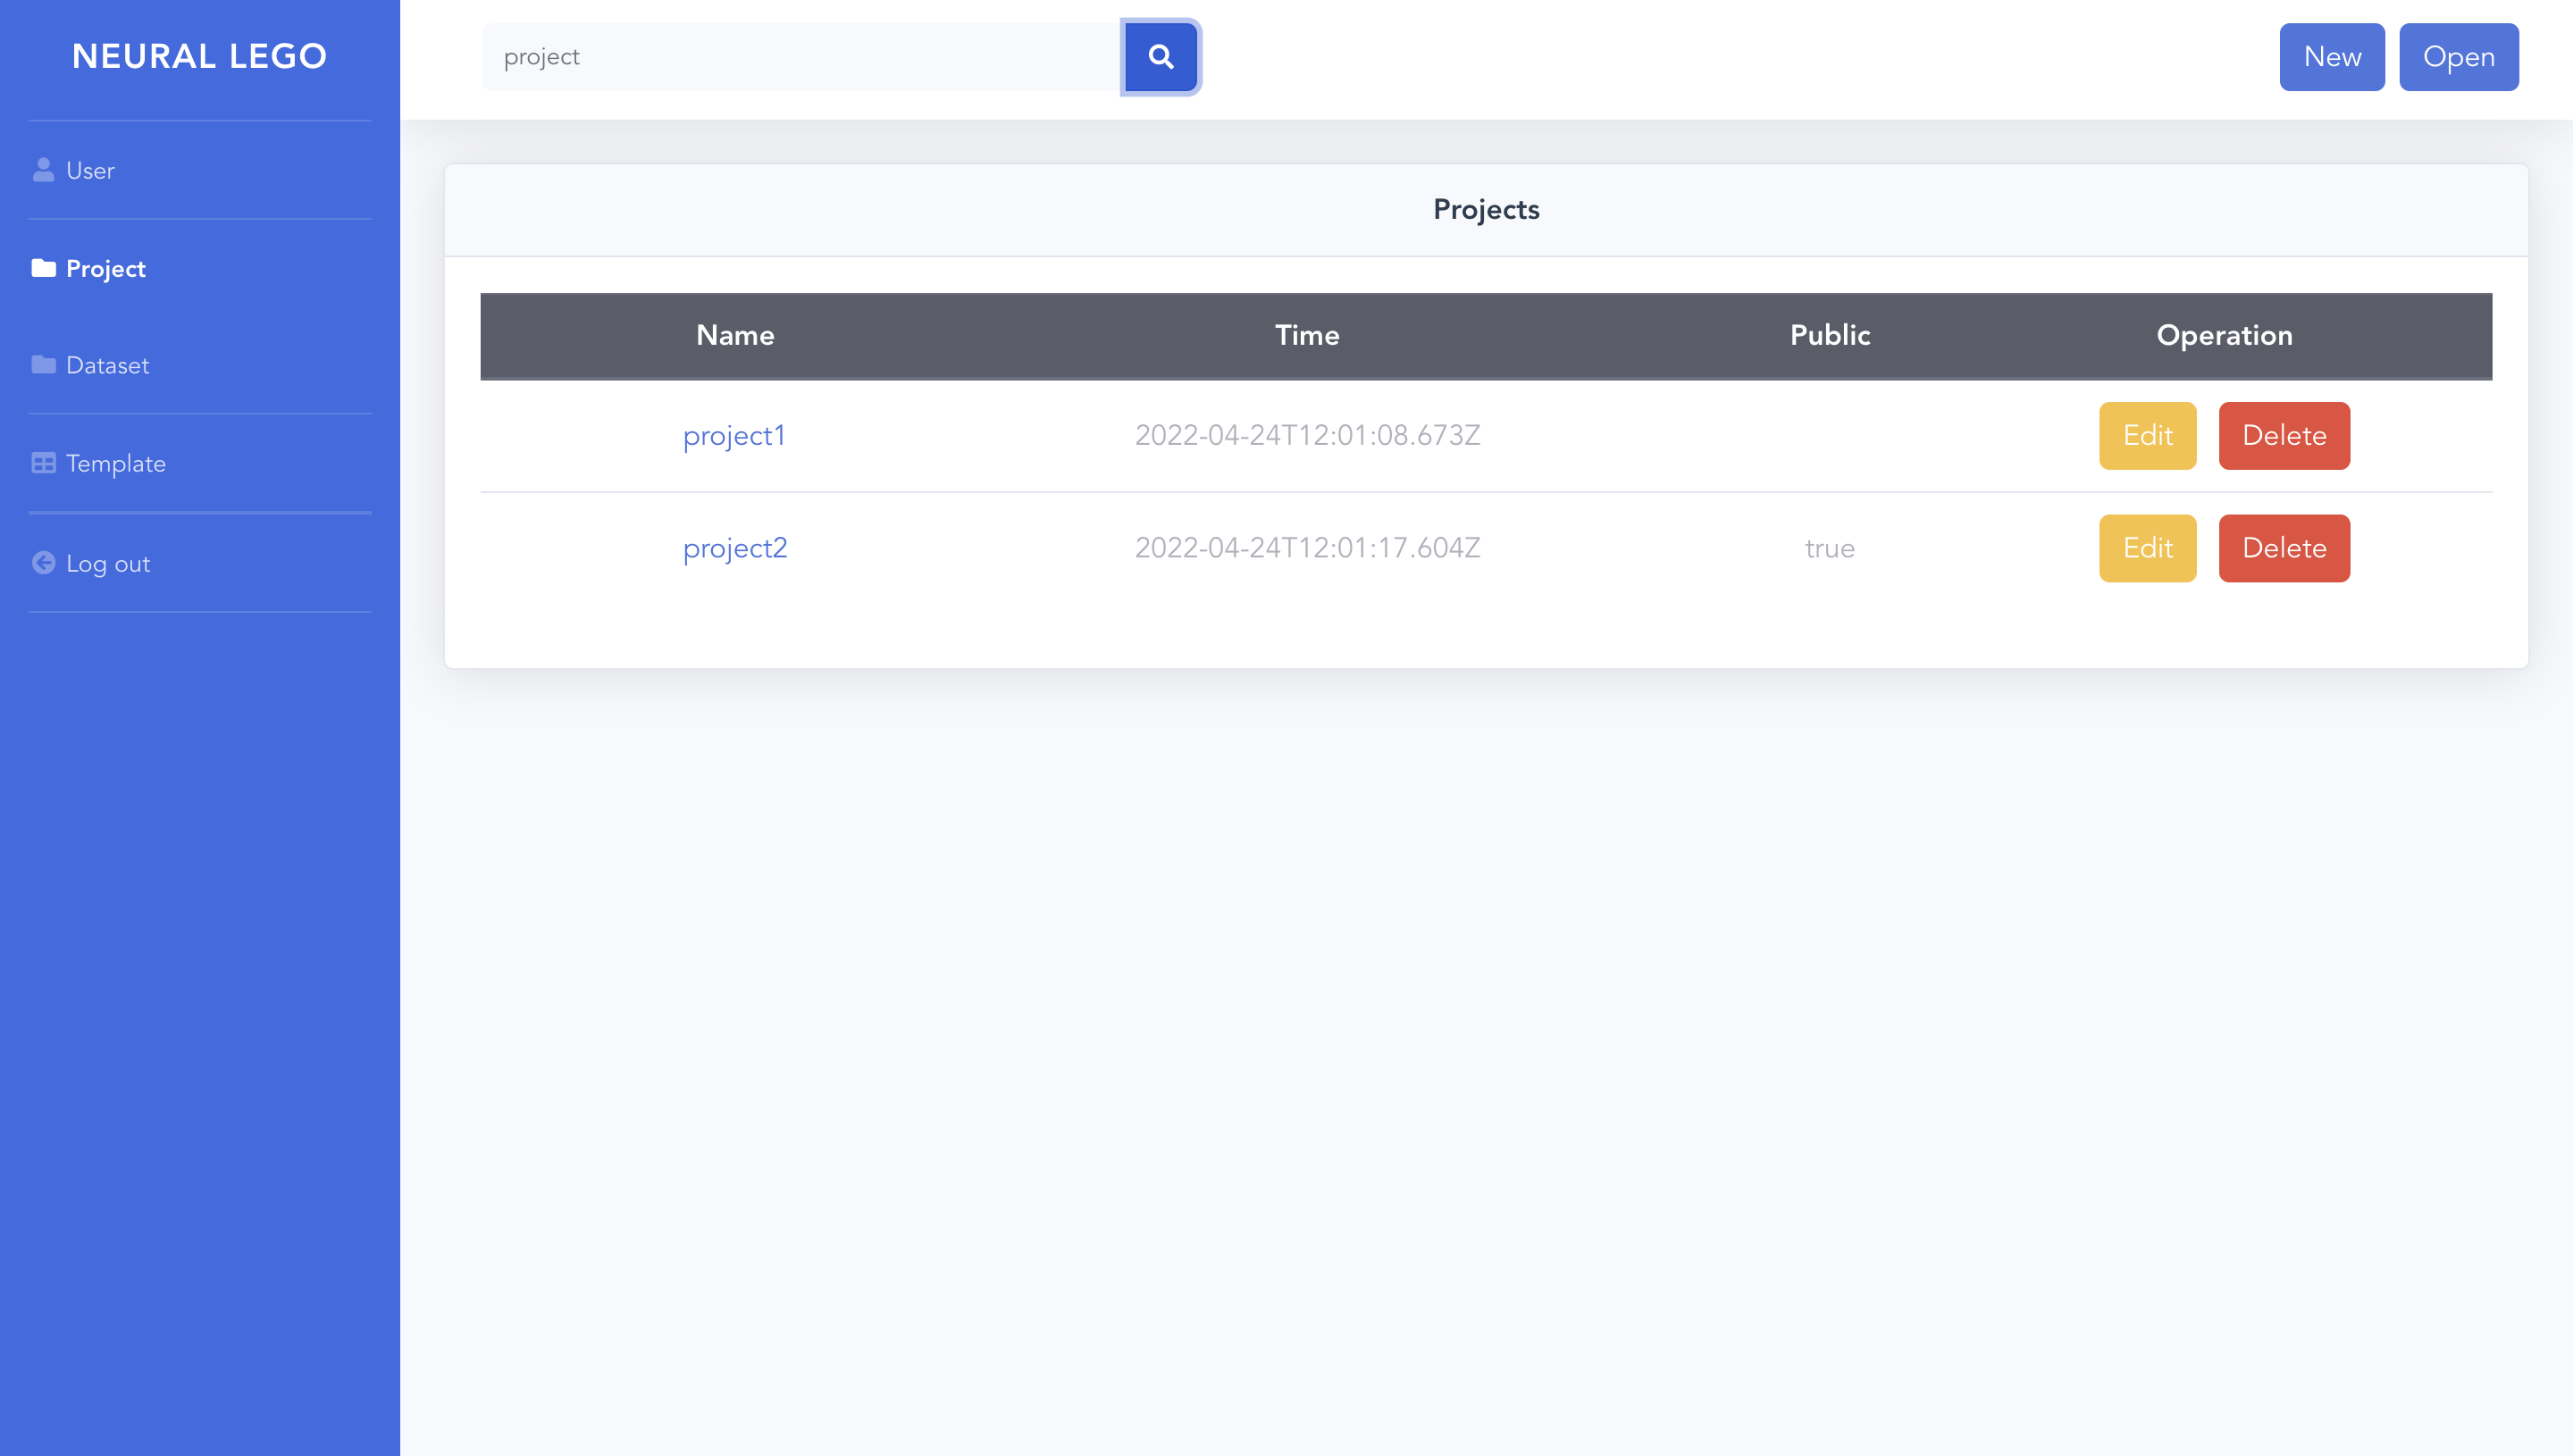 NEURAL LEGO
User
Project
Dataset
Template
Log out
project
New Open
Projects
Name Time Public Operation
project1 2022-04-24T12:01:08.673Z Edit Delete
project2 2022-04-24T12:01:17.604Z true Edit Delete